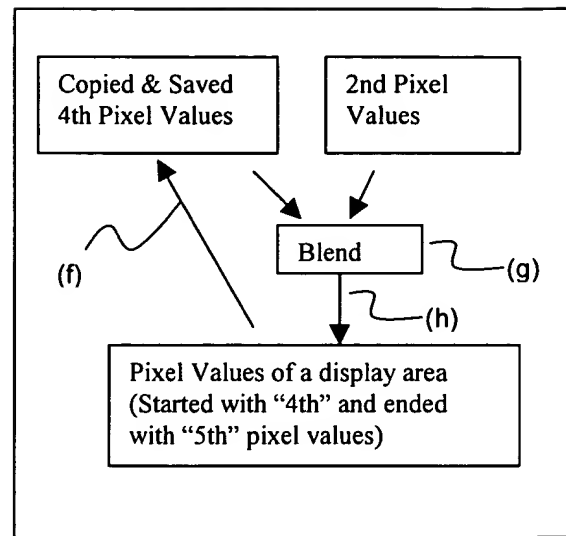 Copied & Saved
4th Pixel Values
2nd Pixel
Values
Blend
(f)
(g)
(h)
Pixel Values of a display area
(Started with “4th” and ended
with “5th” pixel values)